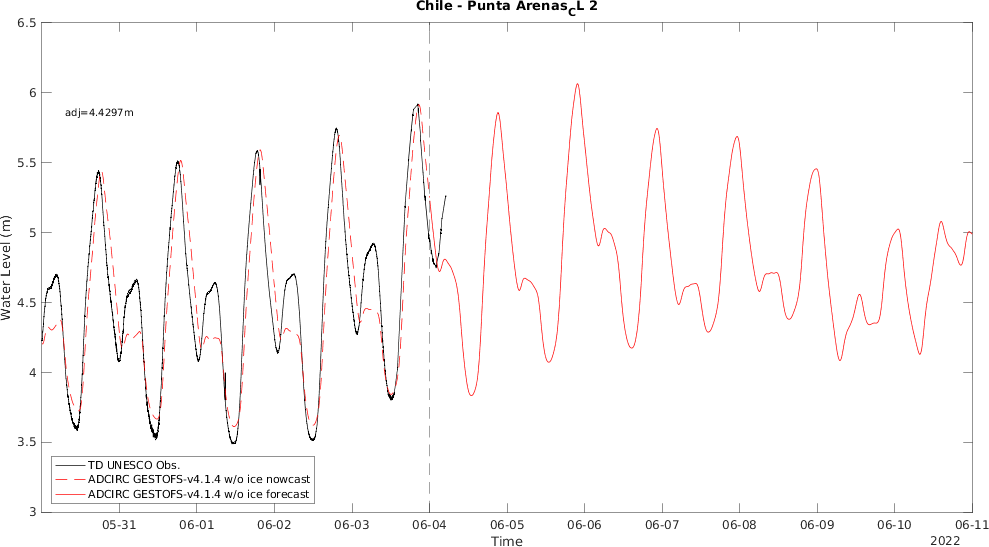 Chile - Punta Arenas_CL 2
6.5
6
adj=4.4297m
5.5
5
Water Level (m)
4.5
4
3.5
TD UNESCO Obs.
ADCIRC GESTOFS-v4.1.4 w/o ice nowcast
ADCIRC GESTOFS-v4.1.4 w/o ice forecast
3
05-31 06-01 06-02 06-03 06-04 06-05 06-06 06-07 06-08 06-09 06-10 06-11
Time
2022